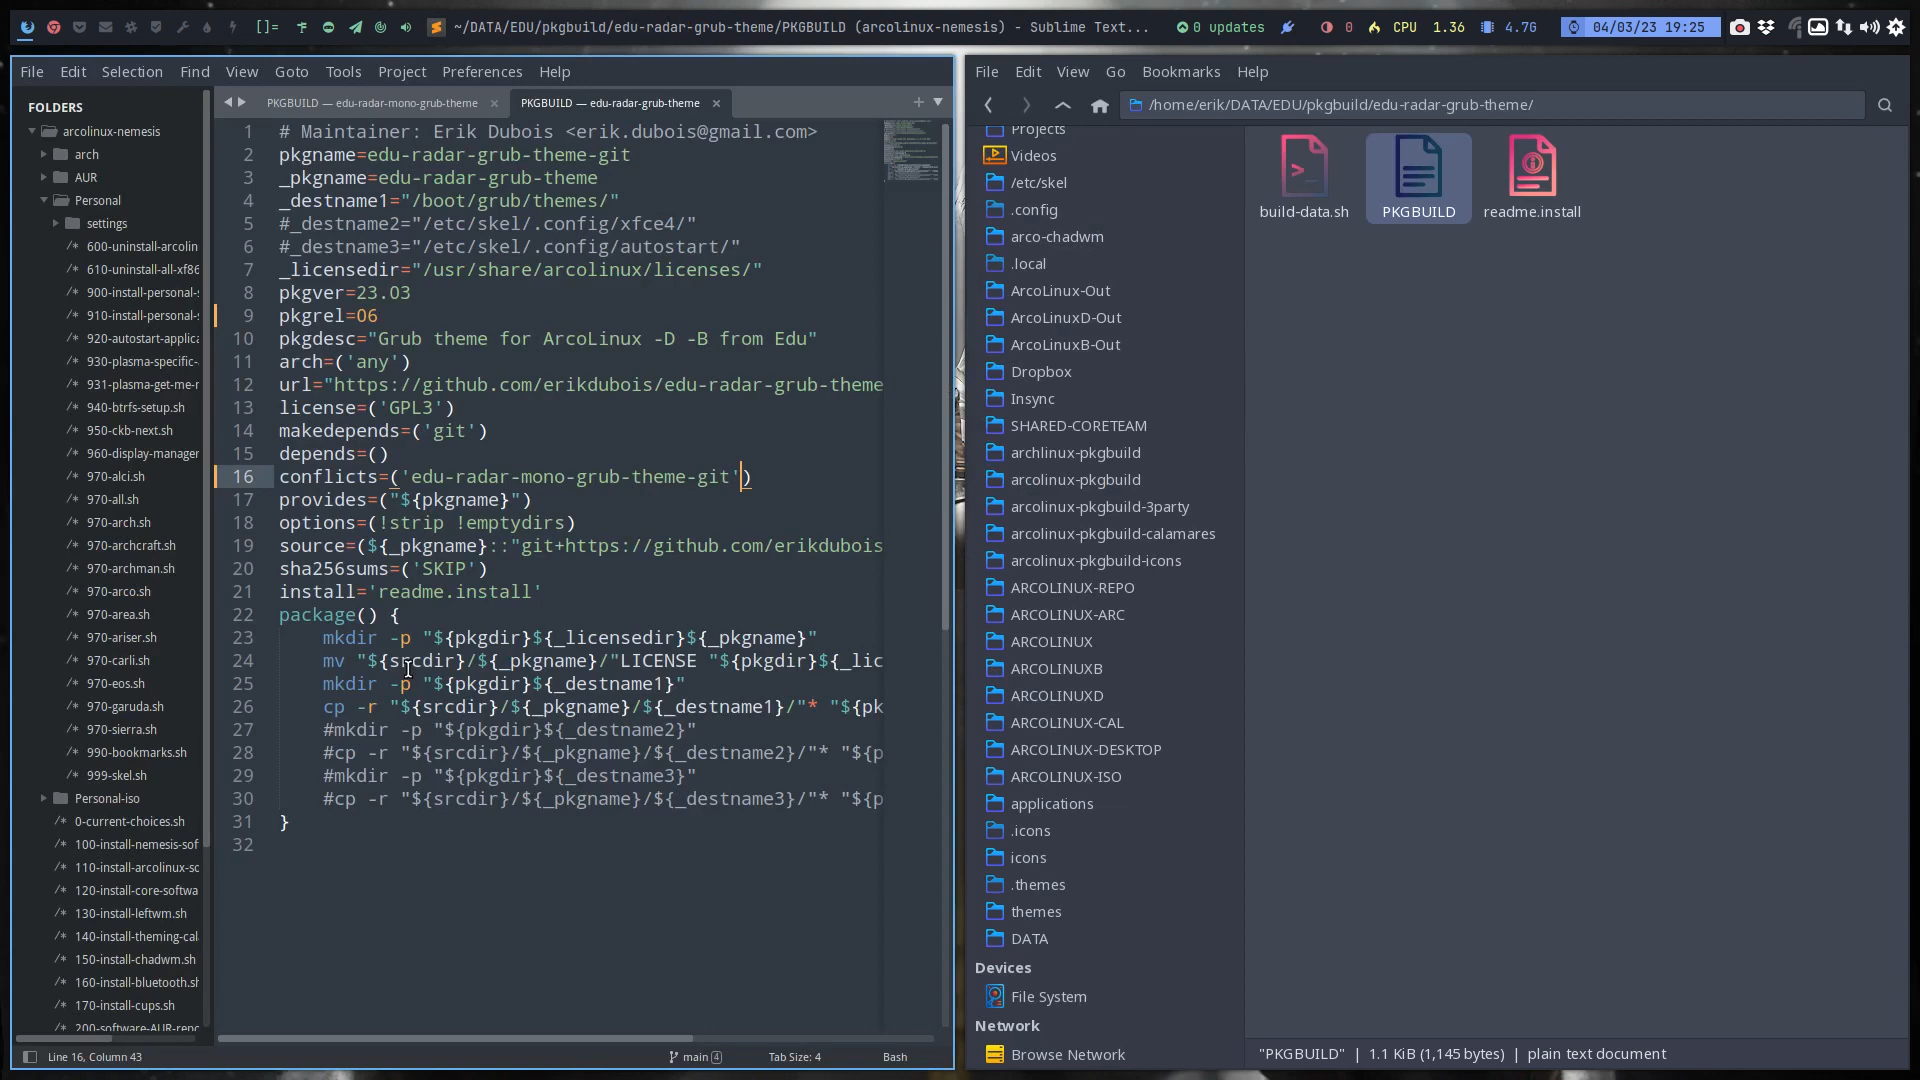 []=
~/DATA/EDU/pkgbuild/edu-radar-grub-theme/PKGBUILD (arcolinux-nemesis) - Sublime Text...
0 updates
0
CPU 1.36
4.7G
04/03/23 19:25
File Edit Selection Find View Goto Tools Project Preferences Help
FOLDERS
arcolinux-nemesis
arch
AUR
Personal
settings
/* 600-uninstall-arcolin
/* 610-uninstall-all-xf86
/* 900-install-personal-s
/* 910-install-personal-s
/* 920-autostart-applica
/* 930-plasma-specific-
/* 931-plasma-get-me-r
/* 940-btrfs-setup.sh
/* 950-ckb-next.sh
/* 960-display-manager
/* 970-alci.sh
/* 970-all.sh
/* 970-arch.sh
/* 970-archcraft.sh
/* 970-archman.sh
/* 970-arco.sh
/* 970-area.sh
/* 970-ariser.sh
/* 970-carli.sh
/* 970-eos.sh
/* 970-garuda.sh
/* 970-sierra.sh
/* 990-bookmarks.sh
/* 999-skel.sh
Personal-iso
/* 0-current-choices.sh
/* 100-install-nemesis-sof
/* 110-install-arcolinux-sc
/* 120-install-core-softwa
/* 130-install-leftwm.sh
/* 140-install-theming-cal
/* 150-install-chadwm.sh
/* 160-install-bluetooth.sh
/* 170-install-cups.sh
/* 200-software-AUR-repo
PKGBUILD — edu-radar-mono-grub-theme
PKGBUILD — edu-radar-grub-theme
1 # Maintainer: Erik Dubois <erik.dubois@gmail.com>
2 pkgname=edu-radar-grub-theme-git
3 _pkgname=edu-radar-grub-theme
4 _destname1="/boot/grub/themes/"
5 #_destname2="/etc/skel/.config/xfce4/"
6 #_destname3="/etc/skel/.config/autostart/"
7 _licensedir="/usr/share/arcolinux/licenses/"
8 pkgver=23.03
9 pkgrel=06
10 pkgdesc="Grub theme for ArcoLinux -D -B from Edu"
11 arch=('any')
12 url="https://github.com/erikdubois/edu-radar-grub-theme
13 license=('GPL3')
14 makedepends=('git')
15 depends=()
16 conflicts=('edu-radar-mono-grub-theme-git')
17 provides=("${pkgname}")
18 options=(!strip !emptydirs)
19 source=(${_pkgname}::"git+https://github.com/erikdubois
20 sha256sums=('SKIP')
21 install='readme.install'
22 package() {
23 mkdir -p "${pkgdir}${_licensedir}${_pkgname}"
24 mv "${srcdir}/${_pkgname}/"LICENSE "${pkgdir}${_lic
25 mkdir -p "${pkgdir}${_destname1}"
26 cp -r "${srcdir}/${_pkgname}/${_destname1}/"* "${pk
27 #mkdir -p "${pkgdir}${_destname2}"
28 #cp -r "${srcdir}/${_pkgname}/${_destname2}/"* "${p
29 #mkdir -p "${pkgdir}${_destname3}"
30 #cp -r "${srcdir}/${_pkgname}/${_destname3}/"* "${p
31 }
32
Line 16, Column 43
main 4
Tab Size: 4
Bash
File Edit View Go Bookmarks Help
/home/erik/DATA/EDU/pkgbuild/edu-radar-grub-theme/
Projects
Videos
/etc/skel
.config
arco-chadwm
.local
ArcoLinux-Out
ArcoLinuxD-Out
ArcoLinuxB-Out
Dropbox
Insync
SHARED-CORETEAM
archlinux-pkgbuild
arcolinux-pkgbuild
arcolinux-pkgbuild-3party
arcolinux-pkgbuild-calamares
arcolinux-pkgbuild-icons
ARCOLINUX-REPO
ARCOLINUX-ARC
ARCOLINUX
ARCOLINUXB
ARCOLINUXD
ARCOLINUX-CAL
ARCOLINUX-DESKTOP
ARCOLINUX-ISO
applications
.icons
icons
.themes
themes
DATA
Devices
File System
Network
Browse Network
build-data.sh
PKGBUILD
readme.install
"PKGBUILD" | 1.1 KiB (1,145 bytes) | plain text document